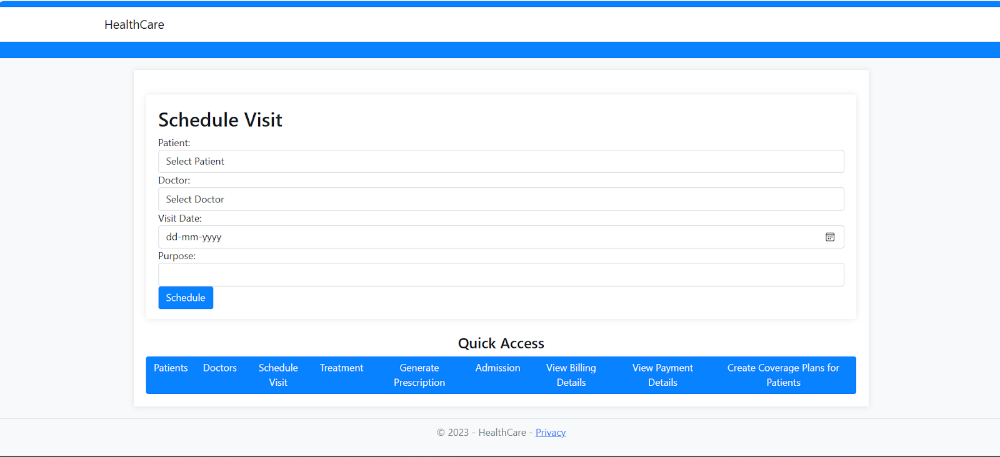 HealthCare
Schedule Visit
Patient:
Select Patient
Doctor:
Select Doctor
Visit Date:
dd-mm-yyyy
Purpose:
Schedule
Quick Access
Patients
Doctors
Schedule
Visit
Treatment
Generate
Prescription
Admission
View Billing
Details
View Payment
Details
Create Coverage Plans for
Patients
© 2023 - HealthCare - Privacy